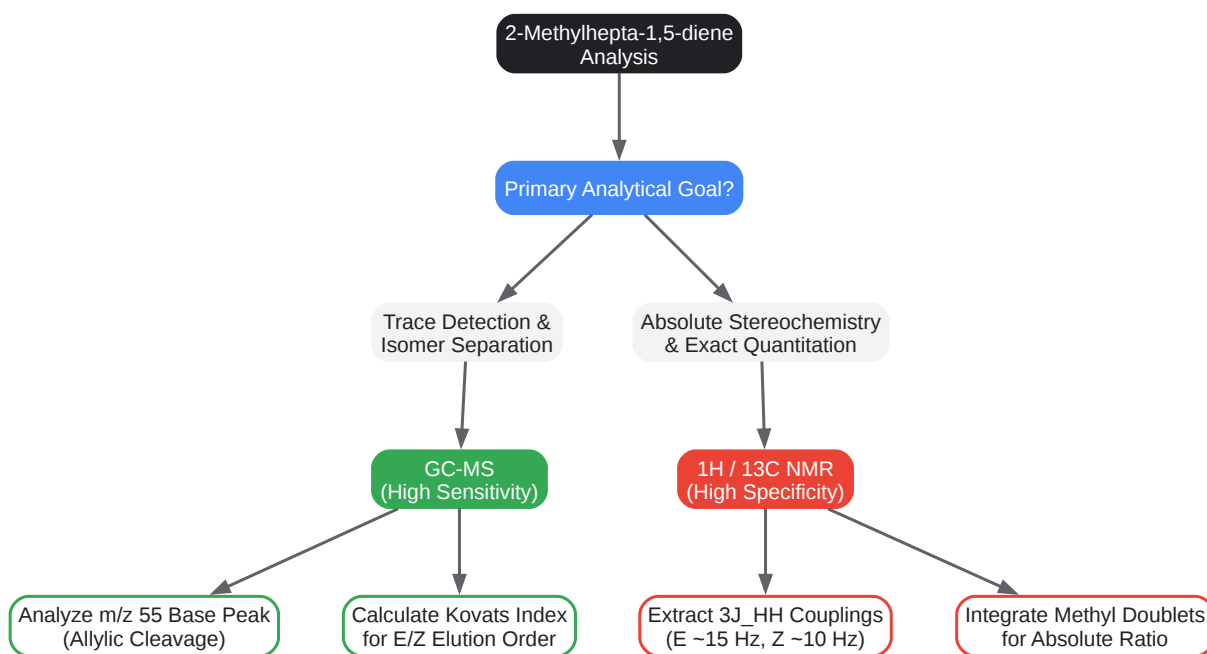 2-Methylhepta-1,5-diene
Analysis
Primary Analytical Goal?
Trace Detection &
Isomer Separation
Absolute Stereochemistry
& Exact Quantitation
GC-MS
(High Sensitivity)
1H / 13C NMR
(High Specificity)
Analyze m/z 55 Base Peak
(Allylic Cleavage)
Calculate Kovats Index
for E/Z Elution Order
Extract 3J_HH Couplings
(E ~15 Hz, Z ~10 Hz)
Integrate Methyl Doublets
for Absolute Ratio